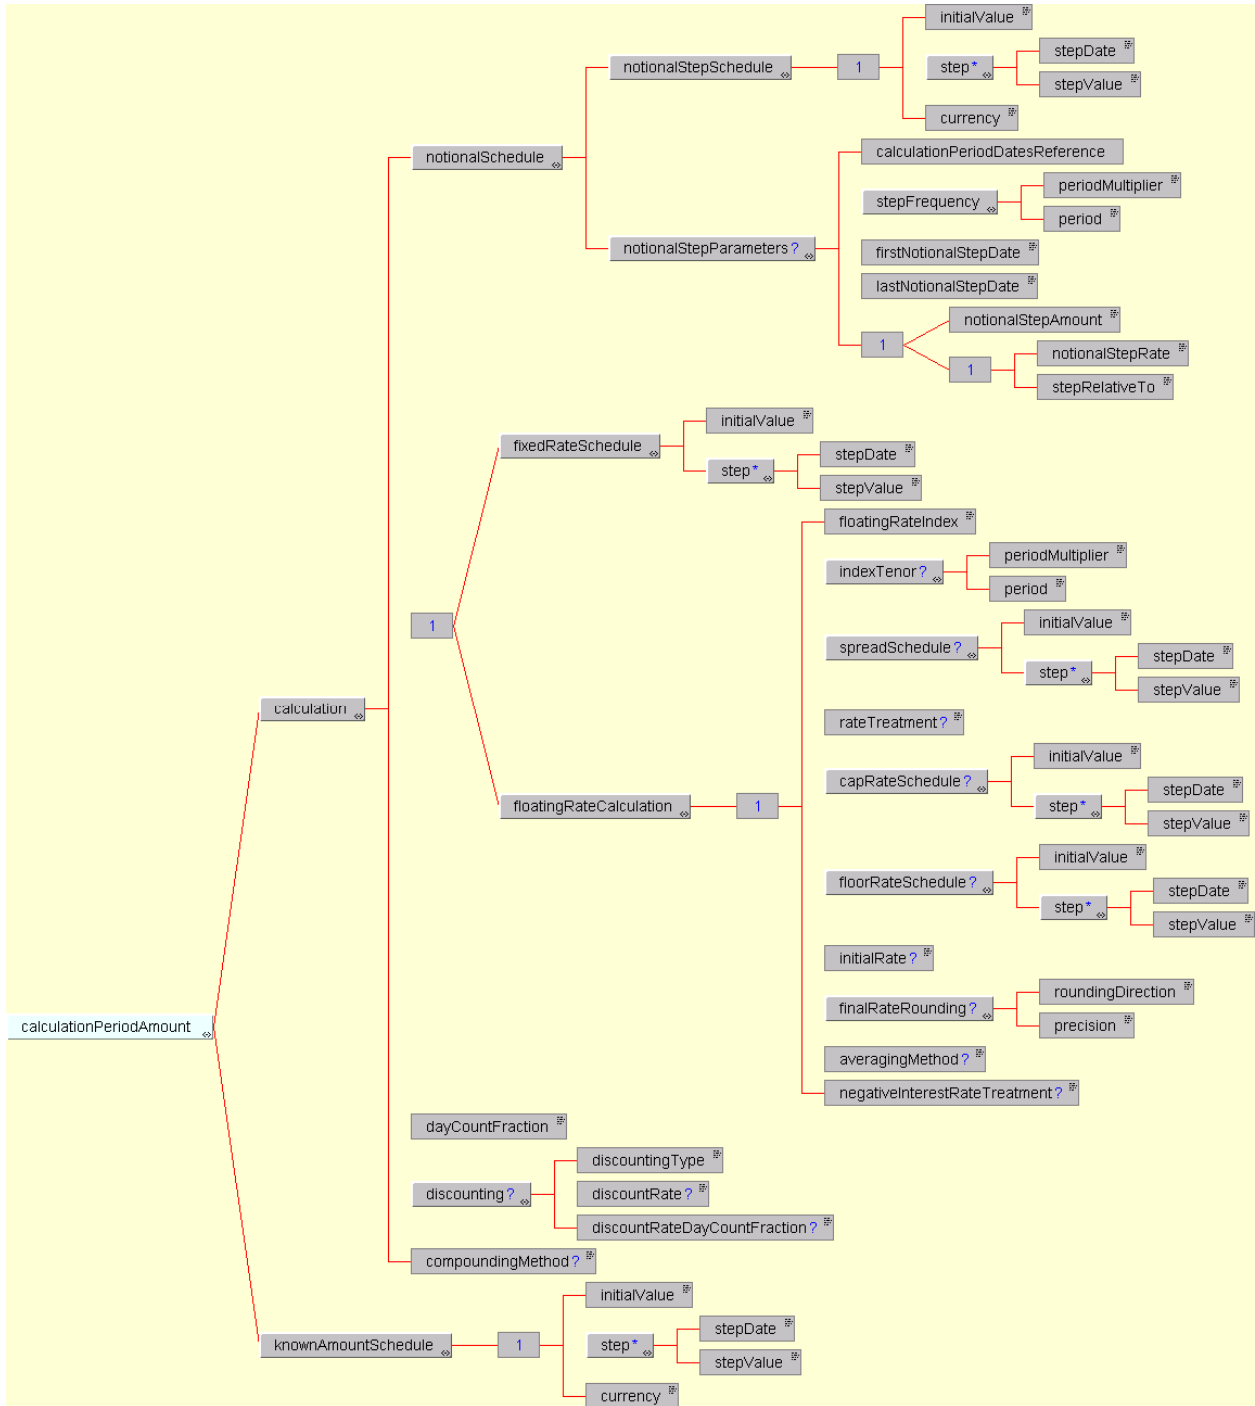 initialValue
stepDate
notionalStepSchedule 1 step*
stepValue
currency
notionalSchedule
calculationPeriodDatesReference
periodMultiplier
stepFrequency
period
notionalStepParameters?
firstNotionalStepDate
lastNotionalStepDate
notionalStepAmount
1
notionalStepRate
1
stepRelativeTo
initialValue
fixedRateSchedule
stepDate
step*
stepValue
floatingRateIndex
periodMultiplier
indexTenor?
period
initialValue
1
spreadSchedule?
stepDate
step*
stepValue
calculation
rateTreatment?
initialValue
capRateSchedule?
stepDate
floatingRateCalculation 1 step*
stepValue
initialValue
floorRateSchedule?
stepDate
step*
stepValue
initialRate?
roundingDirection
finalRateRounding?
precision
calculationPeriodAmount
averagingMethod?
negativeInterestRateTreatment?
dayCountFraction
discountingType
discounting? discountRate?
discountRateDayCountFraction?
compoundingMethod?
initialValue
stepDate
knownAmountSchedule 1 step*
stepValue
currency